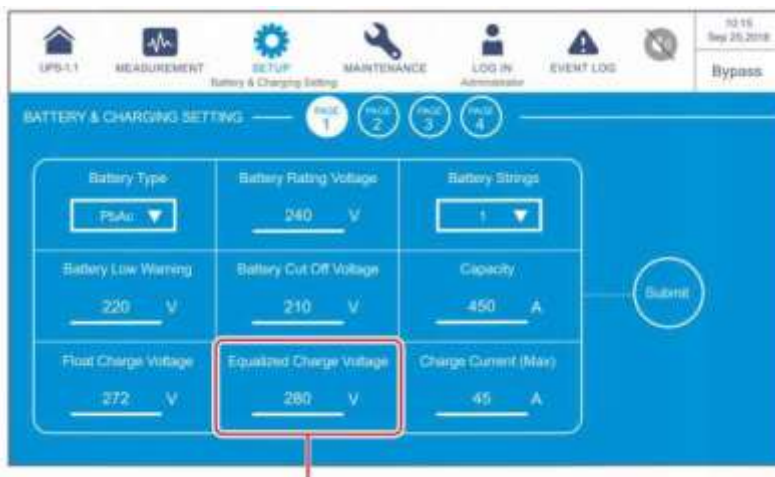 10:15
Sep 25,2018
UPS-1.1 MEASUREMENT SETUP MAINTENANCE LOG IN EVENT LOG
Battery & Charging Setting Administrator
Bypass
BATTERY & CHARGING SETTING PAGE 1 PAGE 2 PAGE 3 PAGE 4
Battery Type Battery Rating Voltage Battery Strings
PbAc 240 V 1
Battery Low Warning Battery Cut Off Voltage Capacity
220 V 210 V 450 A
Submit
Float Charge Voltage Equalized Charge Voltage Charge Current (Max)
272 V 280 V 45 A